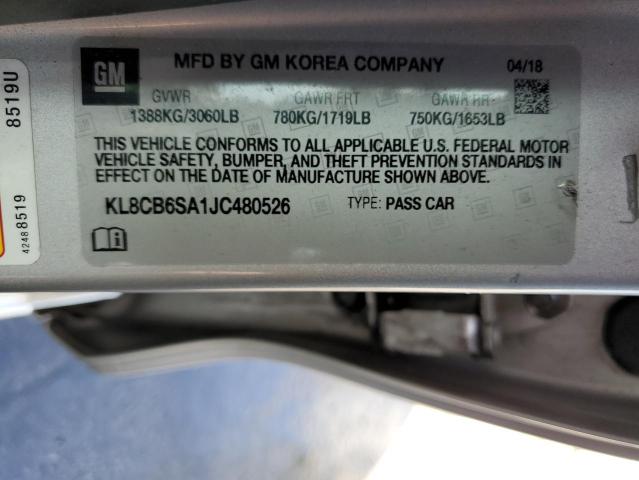 GM
MFD BY GM KOREA COMPANY 04/18
GVWR GAWR FRT GAWR RR
1388KG/3060LB 780KG/1719LB 750KG/1653LB
THIS VEHICLE CONFORMS TO ALL APPLICABLE U.S. FEDERAL MOTOR
VEHICLE SAFETY, BUMPER, AND THEFT PREVENTION STANDARDS IN
EFFECT ON THE DATE OF MANUFACTURE SHOWN ABOVE.
KL8CB6SA1JC480526 TYPE: PASS CAR
8519U
42488519